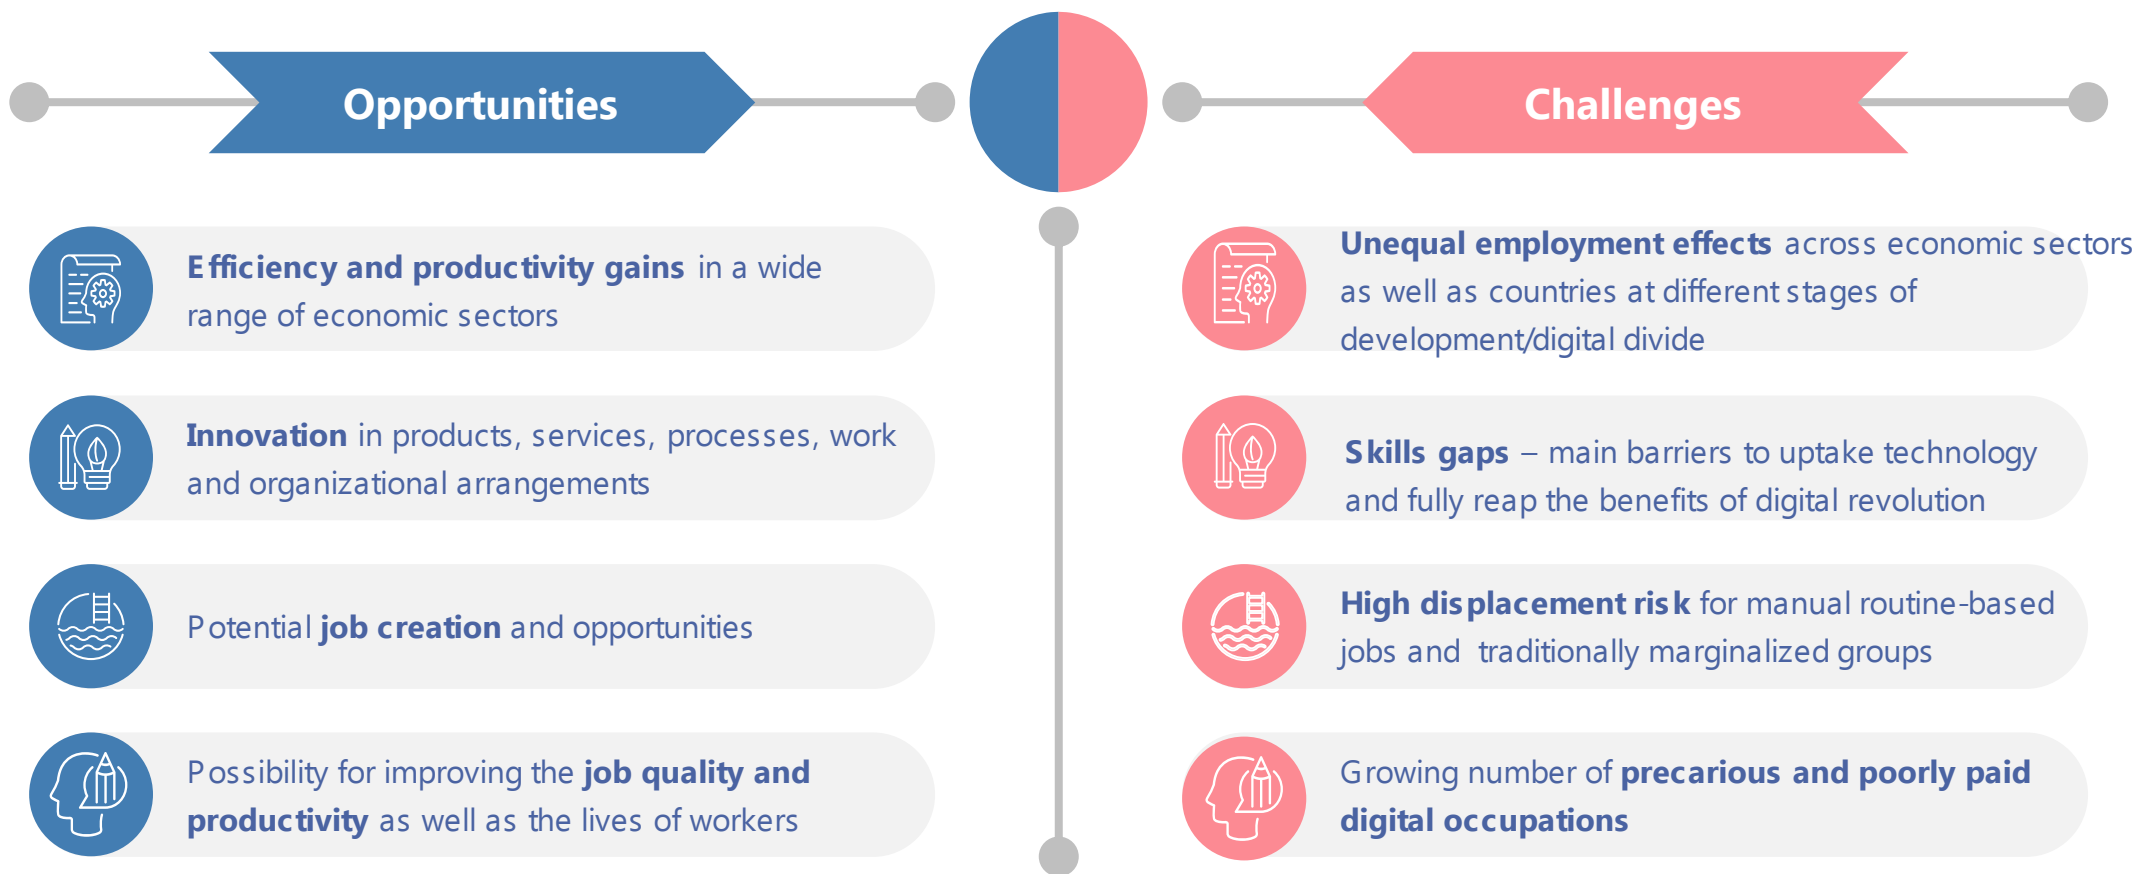 Opportunities
Efficiency and productivity gains in a wide
range of economic sectors
Innovation in products, services, processes, work
and organizational arrangements
Potential job creation and opportunities
Possibility for improving the job quality and
productivity as well as the lives of workers
Challenges
Unequal employment effects across economic sectors
as well as countries at different stages of
development/digital divide
Skills gaps – main barriers to uptake technology
and fully reap the benefits of digital revolution
High displacement risk for manual routine-based
jobs and traditionally marginalized groups
Growing number of precarious and poorly paid
digital occupations